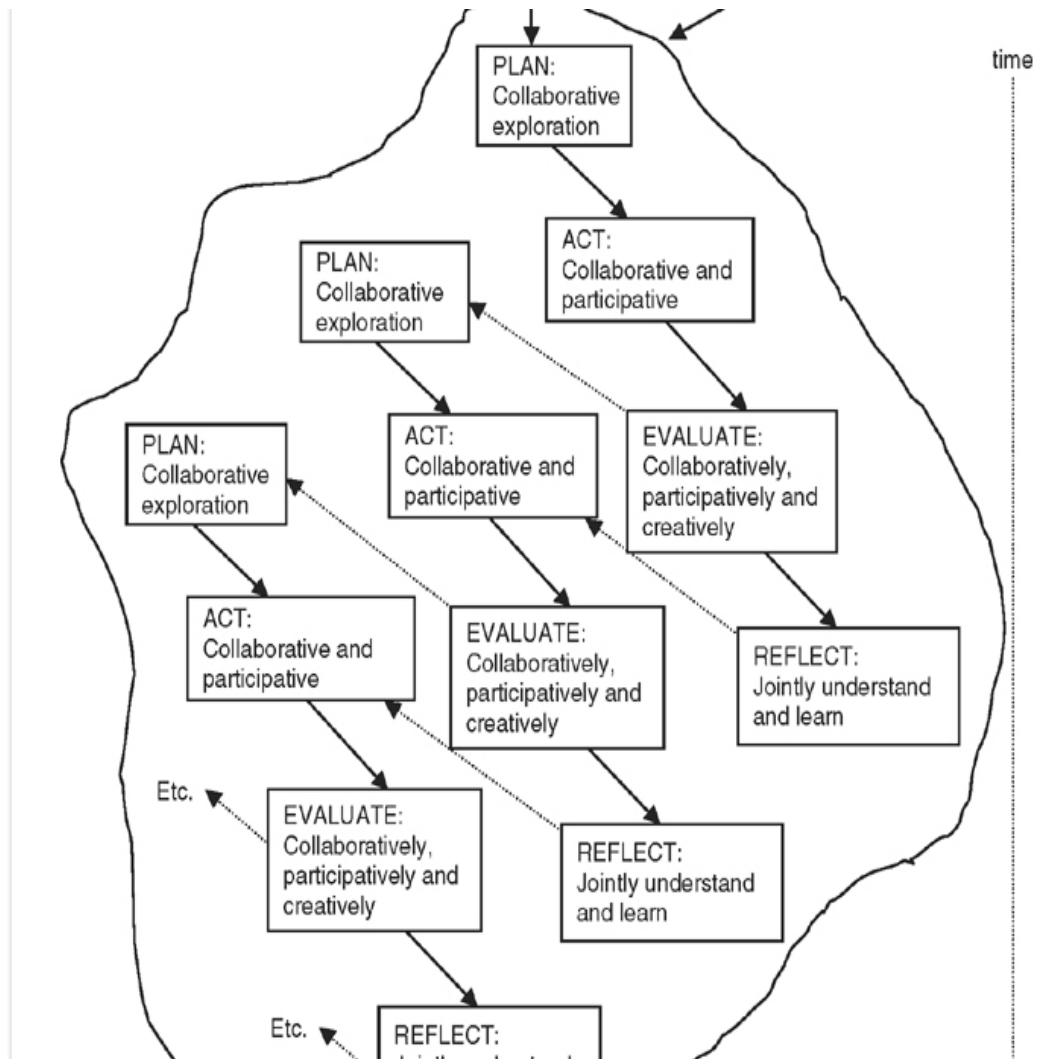 time
PLAN:
Collaborative
exploration
ACT:
Collaborative and
participative
PLAN:
Collaborative
exploration
EVALUATE:
Collaboratively,
participatively and
creatively
ACT:
Collaborative and
participative
PLAN:
Collaborative
exploration
REFLECT:
Jointly understand
and learn
EVALUATE:
Collaboratively,
participatively and
creatively
ACT:
Collaborative and
participative
Etc.
EVALUATE:
Collaboratively,
participatively and
creatively
REFLECT:
Jointly understand
and learn
Etc.
REFLECT: